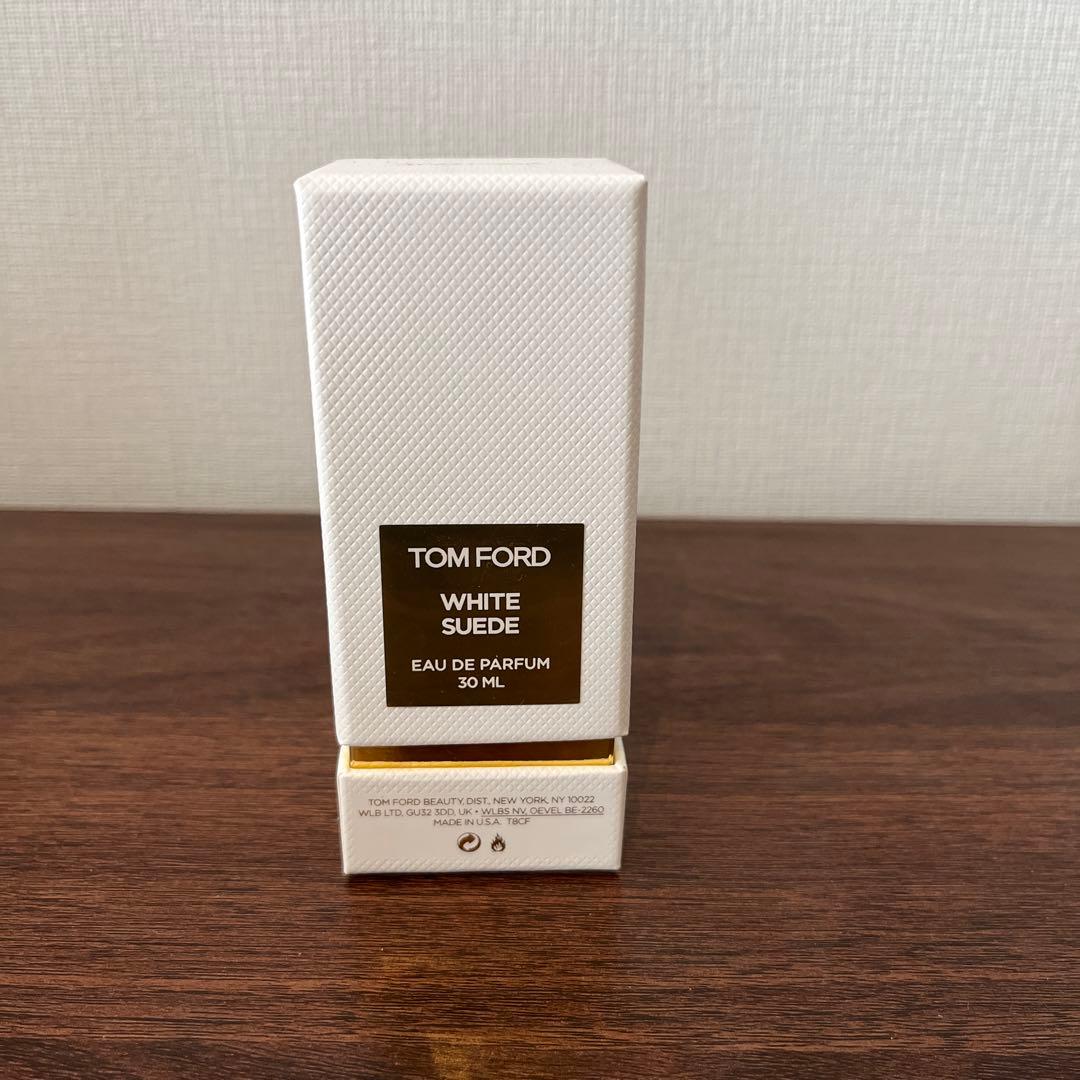 TOM FORD
WHITE
SUEDE
EAU DE PARFUM
30 ML
TOM FORD BEAUTY, DIST., NEW YORK, NY 10022
WLB LTD, GU32 3DD, UK • WLBS NV, OEVEL BE-2260
MADE IN U.S.A. T8CF